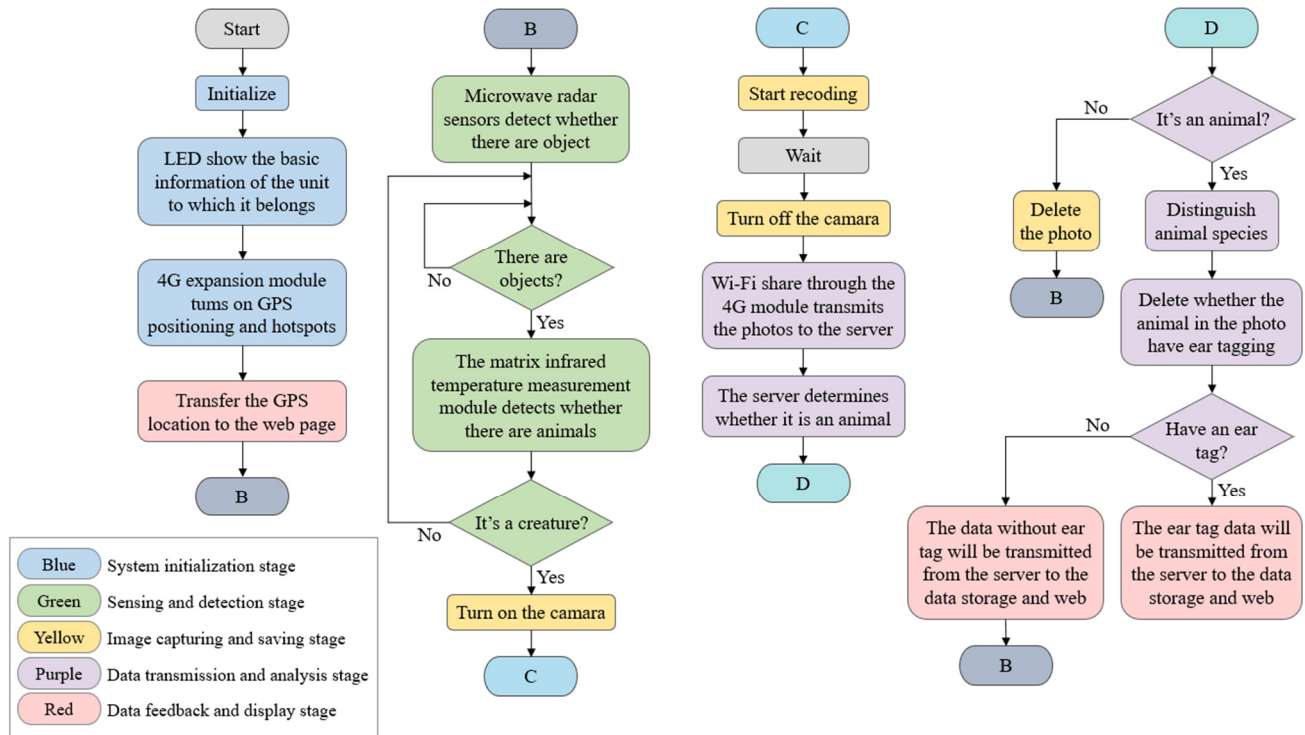 Start
Initialize
LED show the basic
information of the unit
to which it belongs
4G expansion module
tums on GPS
positioning and hotspots
Transfer the GPS
location to the web page
B
Blue
System initialization stage
Green
Sensing and detection stage
Yellow
Image capturing and saving stage
Purple
Data transmission and analysis stage
Red
Data feedback and display stage
B
Microwave radar
sensors detect whether
there are object
There are
objects?
No
Yes
The matrix infrared
temperature measurement
module detects whether
there are animals
It's a creature?
No
Yes
Turn on the camara
C
C
Start recoding
Wait
Turn off the camara
Wi-Fi share through the
4G module transmits
the photos to the server
The server determines
whether it is an animal
D
D
It's an animal?
No
Yes
Delete
the photo
B
Distinguish
animal species
Delete whether the
animal in the photo
have ear tagging
Have an ear
tag?
No
Yes
The data without ear
tag will be transmitted
from the server to the
data storage and web
B
The ear tag data will
be transmitted from
the server to the data
storage and web